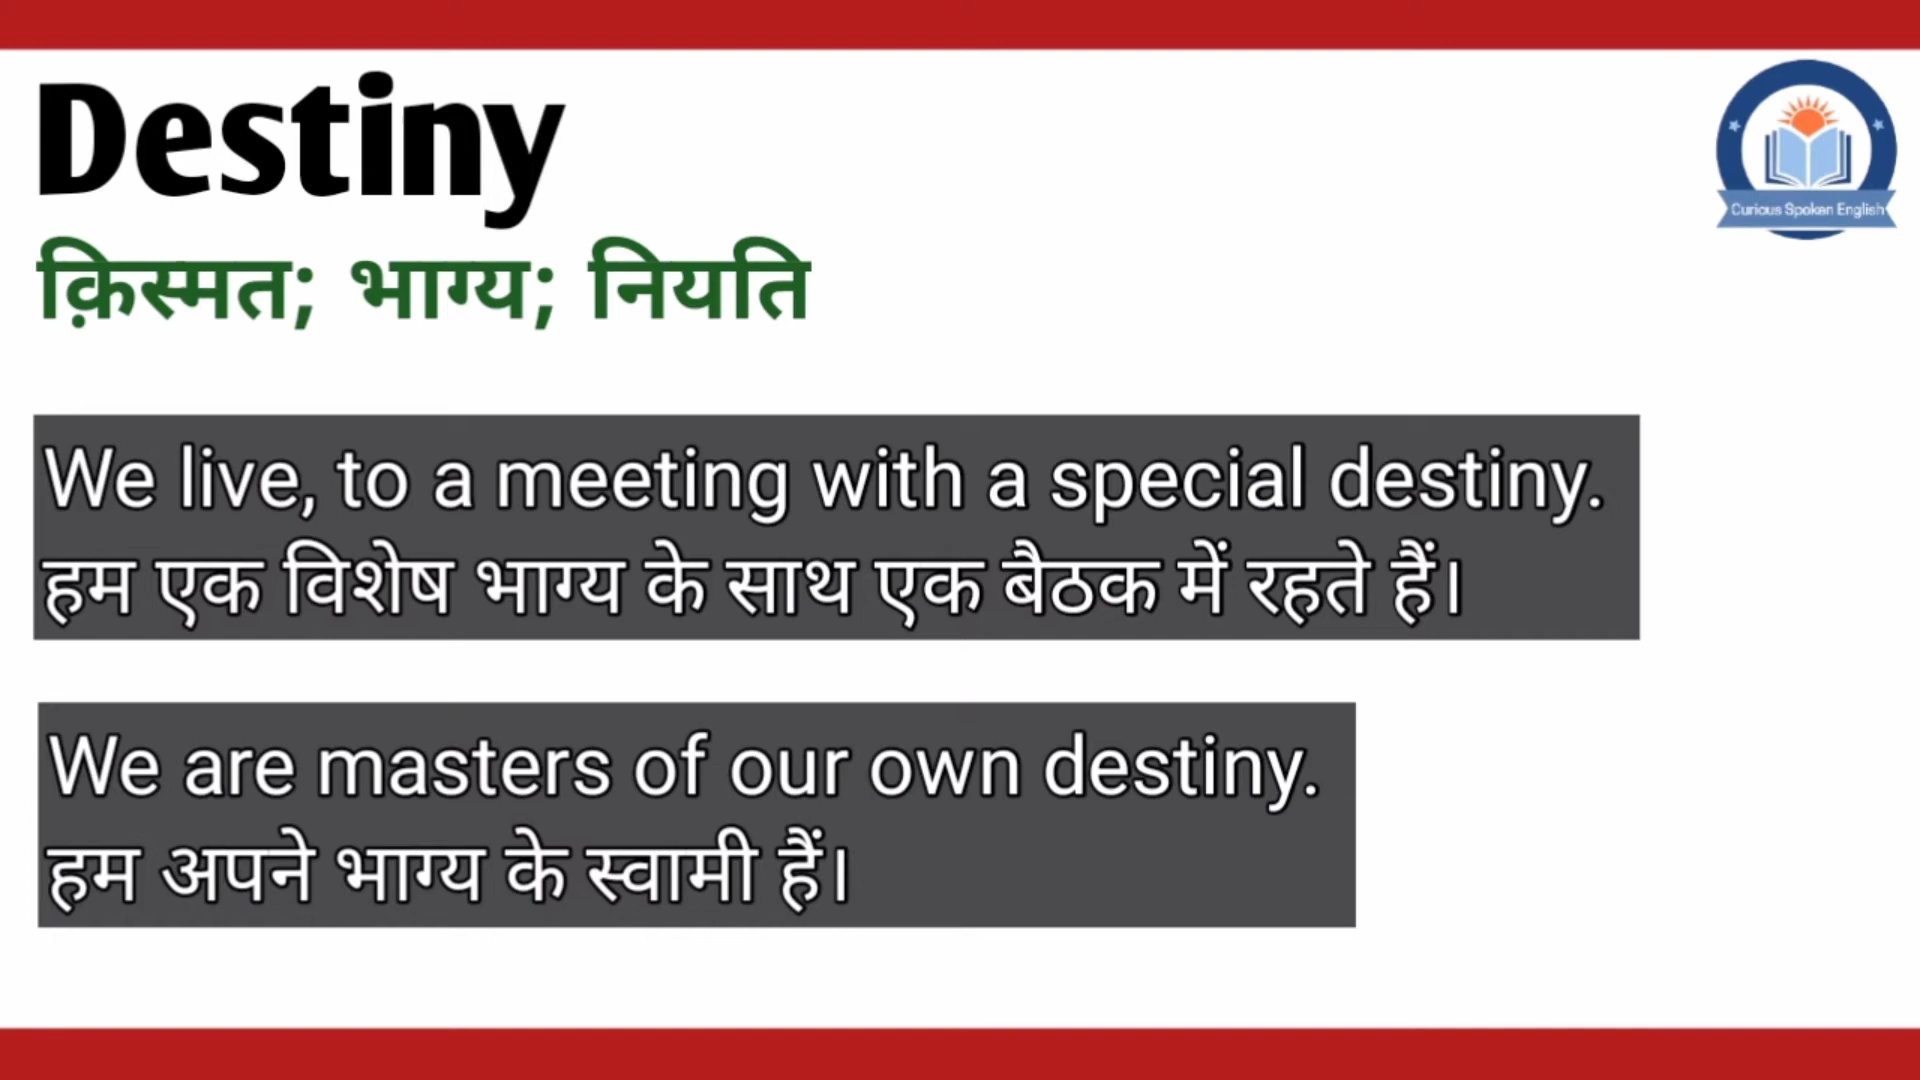 Destiny
Curious Spoken English
क़िस्मत; भाग्य; नियति
We live, to a meeting with a special destiny.
हम एक विशेष भाग्य के साथ एक बैठक में रहते हैं।
We are masters of our own destiny.
हम अपने भाग्य के स्वामी हैं।